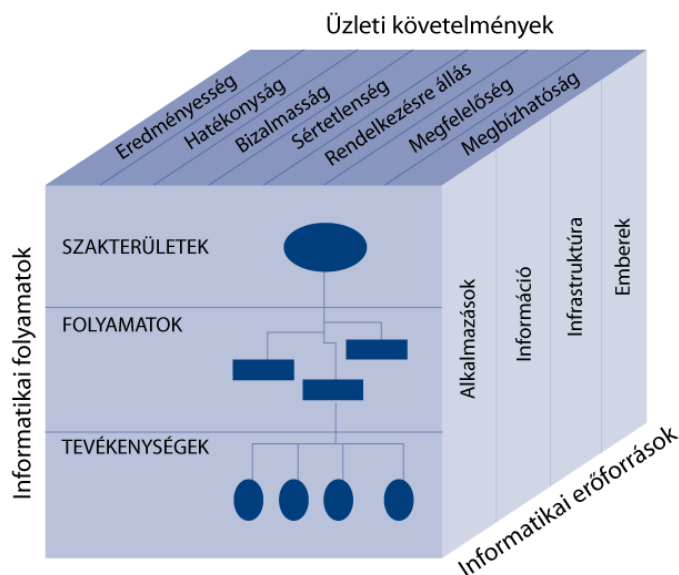 Üzleti követelmények
Eredményesség
Hatékonyság
Bizalmasság
Sértetlenség
Rendelkezésre állás
Megfelelőség
Megbízhatóság
Informatikai folyamatok
SZAKTERÜLETEK
FOLYAMATOK
TEVÉKENYSÉGEK
Alkalmazások
Információ
Infrastruktúra
Emberek
Informatikai erőforrások